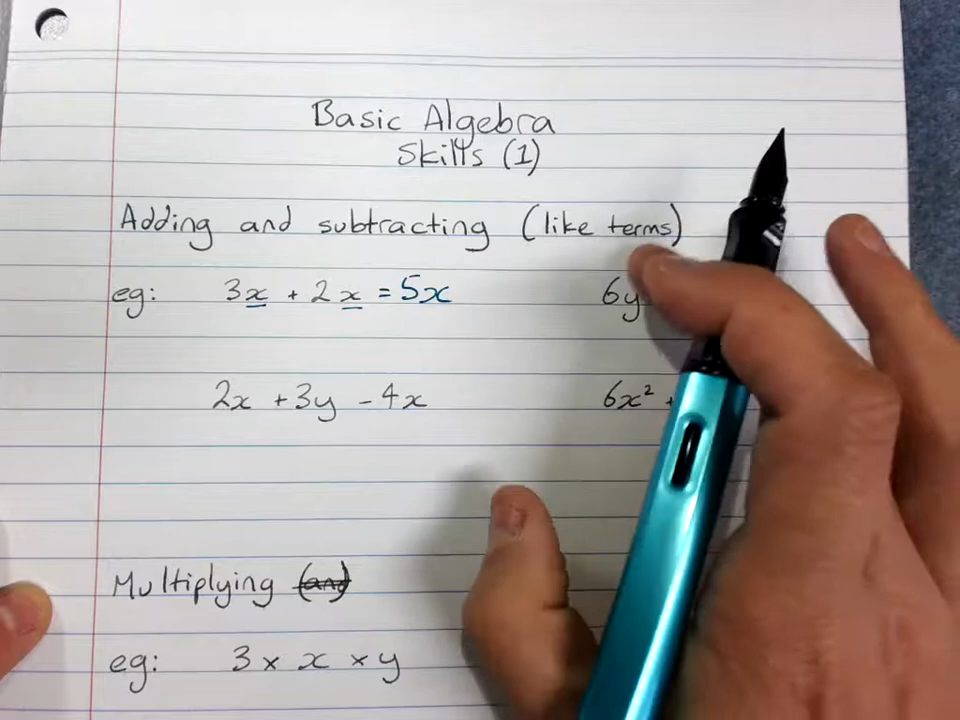 Basic Algebra
Skills (1)
Adding and subtracting (like terms)
eg: 3x + 2x = 5x 6y
2x + 3y - 4x 6x² +
Multiplying (and)
eg: 3 × x × y